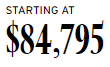 STARTING AT
$84,795